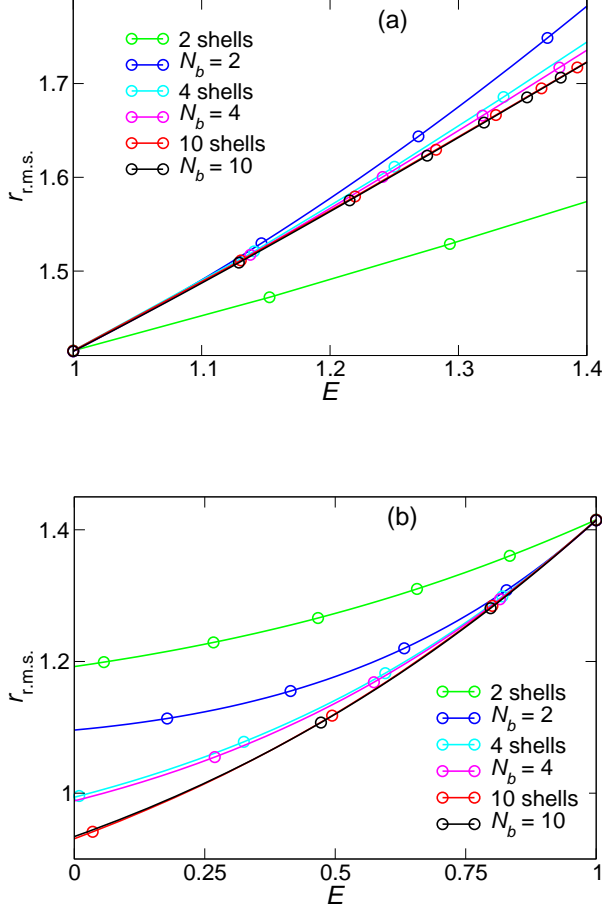 (a)
2 shells
N_b = 2
4 shells
N_b = 4
10 shells
N_b = 10
1.7
1.6
1.5
r_r.m.s.
1 1.1 1.2 1.3 1.4
E
(b)
1.4
1.2
1
r_r.m.s.
2 shells
N_b = 2
4 shells
N_b = 4
10 shells
N_b = 10
0 0.25 0.5 0.75 1
E